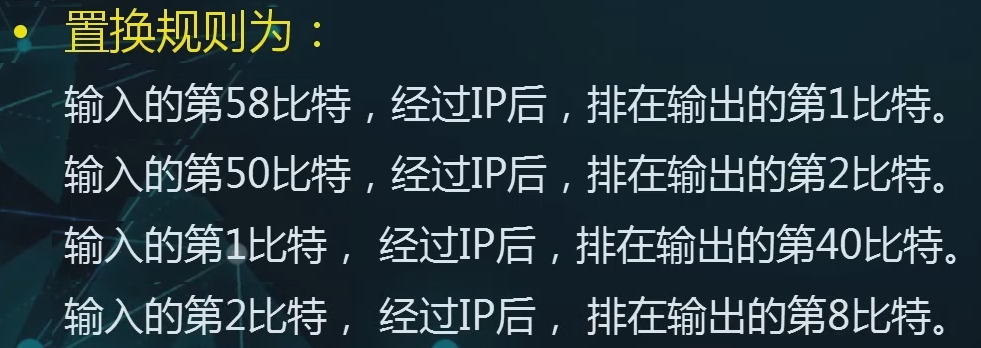 • 置换规则为：
输入的第58比特，经过IP后，排在输出的第1比特。
输入的第50比特，经过IP后，排在输出的第2比特。
输入的第1比特， 经过IP后，排在输出的第40比特。
输入的第2比特， 经过IP后， 排在输出的第8比特。